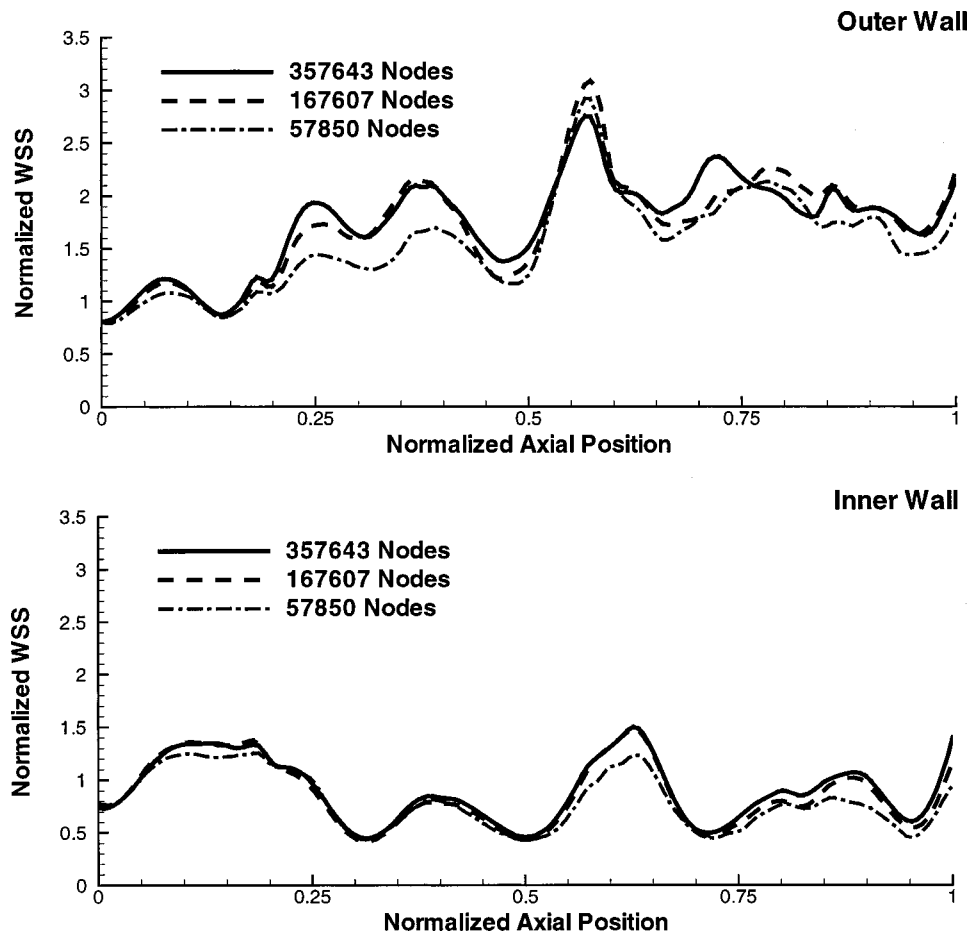 Outer Wall
3.5
3
2.5
2
1.5
1
0.5
0
Normalized WSS
357643 Nodes
167607 Nodes
57850 Nodes
0 0.25 0.5 0.75 1
Normalized Axial Position
Inner Wall
3.5
3
2.5
2
1.5
1
0.5
0
Normalized WSS
357643 Nodes
167607 Nodes
57850 Nodes
0 0.25 0.5 0.75 1
Normalized Axial Position